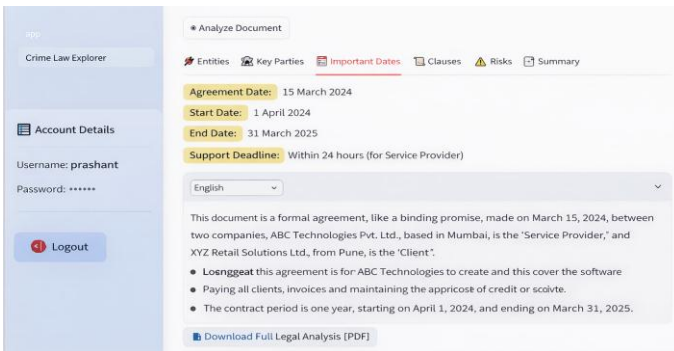 app
Crime Law Explorer
Account Details
Username: prashant
Password: ••••••
Logout
Analyze Document
Entities Key Parties Important Dates Clauses Risks Summary
Agreement Date: 15 March 2024
Start Date: 1 April 2024
End Date: 31 March 2025
Support Deadline: Within 24 hours (for Service Provider)
English
This document is a formal agreement, like a binding promise, made on March 15, 2024, between
two companies, ABC Technologies Pvt. Ltd., based in Mumbai, is the "Service Provider," and
XYZ Retail Solutions Ltd., from Pune, is the "Client".
• Losnggeat this agreement is for ABC Technologies to create and this cover the software
• Paying all clients, invoices and maintaining the appricost of credit or scoivte.
• The contract period is one year, starting on April 1, 2024, and ending on March 31, 2025.
Download Full Legal Analysis [PDF]